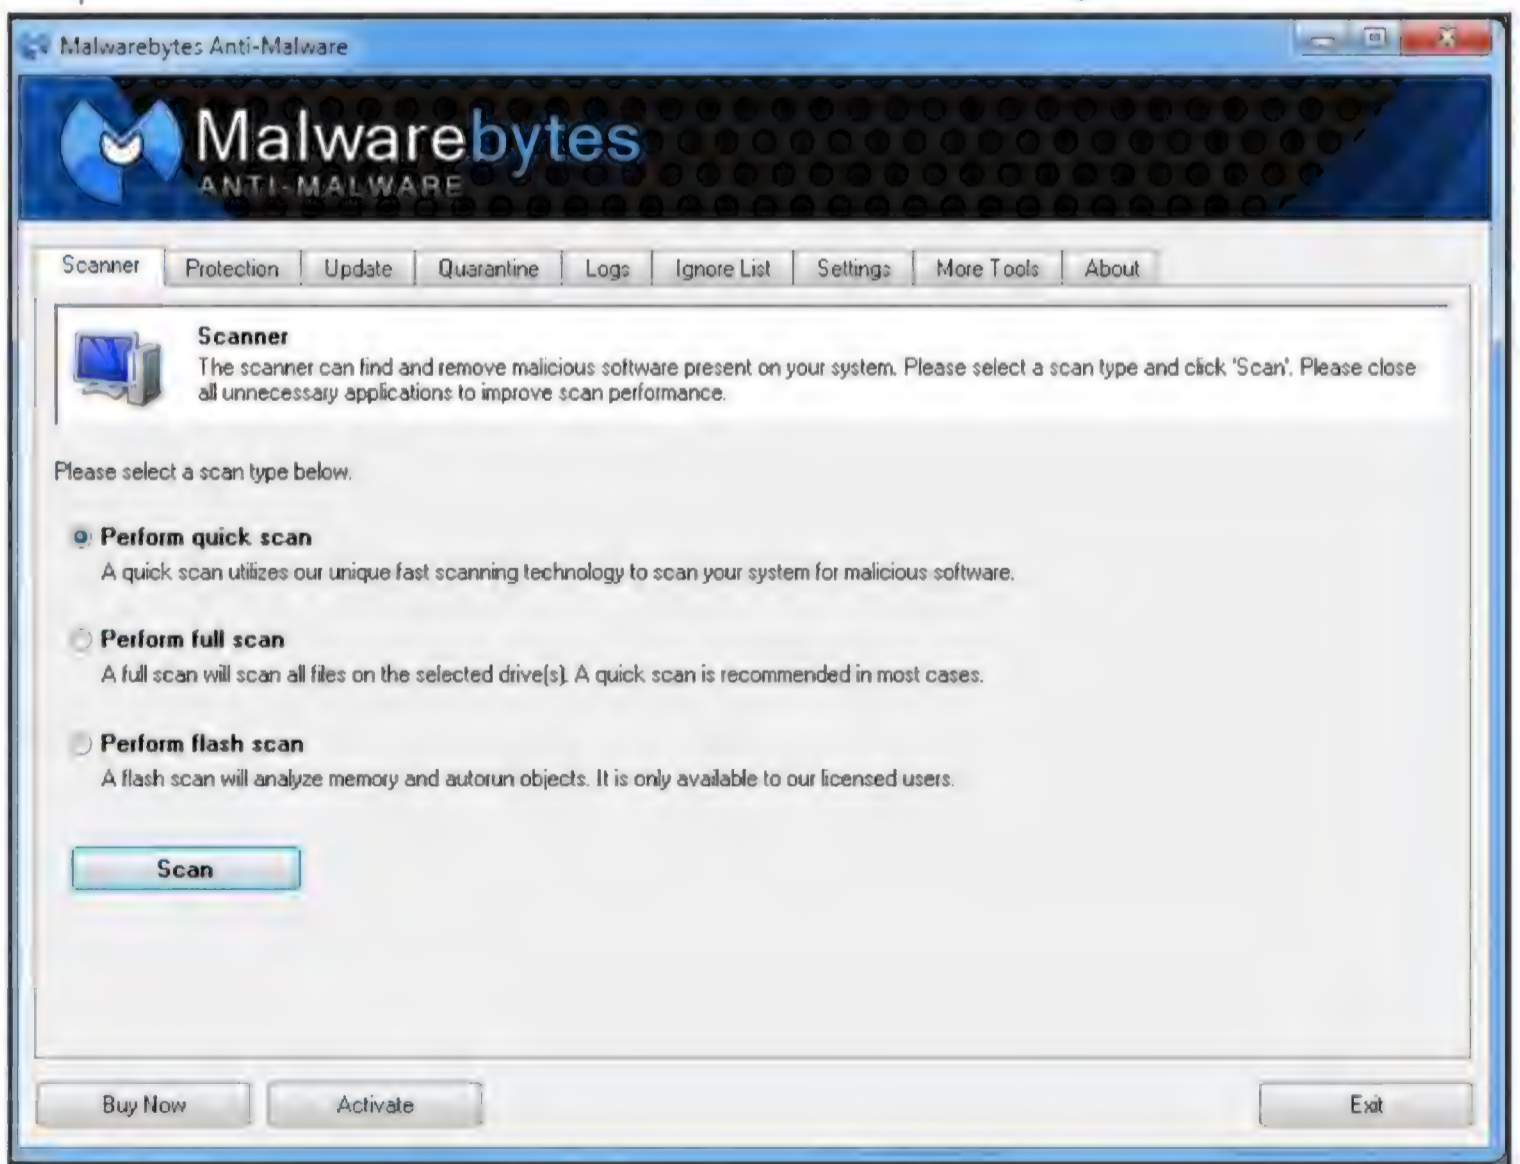 Malwarebytes Anti-Malware
Malwarebytes
ANTI-MALWARE
Scanner Protection Update Quarantine Logs Ignore List Settings More Tools About
Scanner
The scanner can find and remove malicious software present on your system. Please select a scan type and click 'Scan'. Please close
all unnecessary applications to improve scan performance.
Please select a scan type below.
Perform quick scan
A quick scan utilizes our unique fast scanning technology to scan your system for malicious software.
Perform full scan
A full scan will scan all files on the selected drive(s). A quick scan is recommended in most cases.
Perform flash scan
A flash scan will analyze memory and autorun objects. It is only available to our licensed users.
Scan
Buy Now Activate Exit